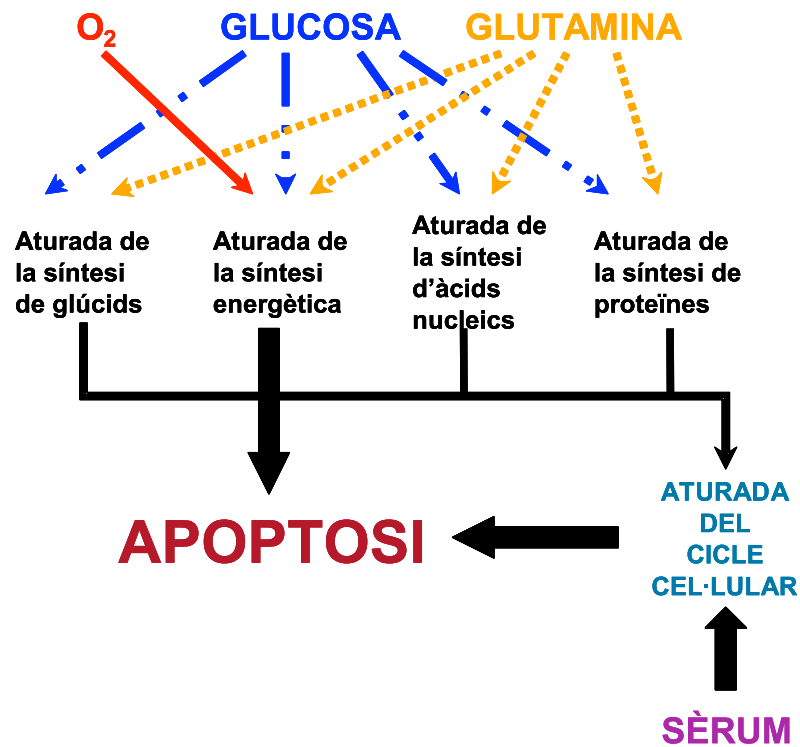 O2 GLUCOSA GLUTAMINA
Aturada de
la síntesi
de glúcids
Aturada de
la síntesi
energètica
Aturada de
la síntesi
d’àcids
nucleics
Aturada de
la síntesi de
proteïnes
APOPTOSI
ATURADA
DEL
CICLE
CEL·LULAR
SÈRUM